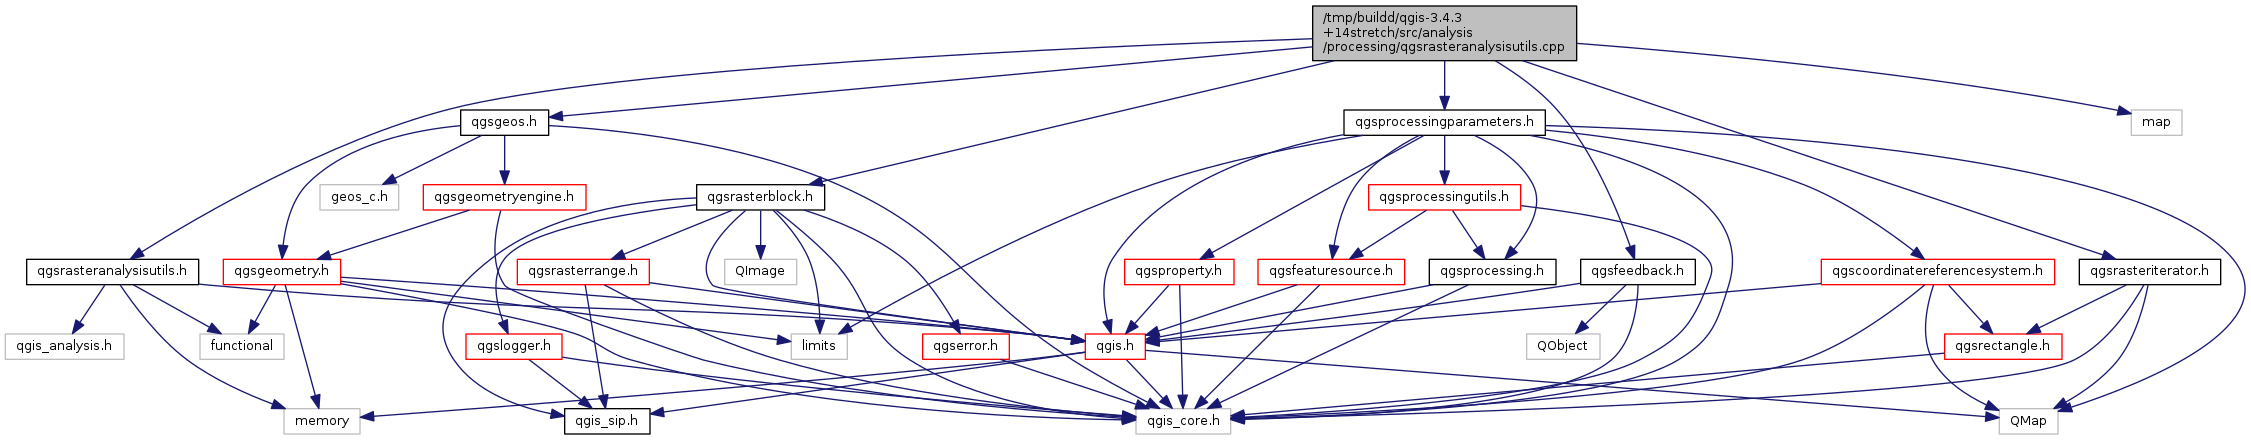 /tmp/buildd/qgis-3.4.3
+14stretch/src/analysis
/processing/qgsrasteranalysisutils.cpp
qgsgeos.h
qgsprocessingparameters.h
map
geos_c.h
qgsgeometryengine.h
qgsrasterblock.h
qgsprocessingutils.h
qgsrasteranalysisutils.h
qgsgeometry.h
qgsrasterrange.h
QImage
qgsproperty.h
qgsfeaturesource.h
qgsprocessing.h
qgsfeedback.h
qgscoordinatereferencesystem.h
qgsrasteriterator.h
qgis_analysis.h
functional
qgslogger.h
limits
qgserror.h
qgis.h
QObject
qgsrectangle.h
memory
qgis_sip.h
qgis_core.h
QMap